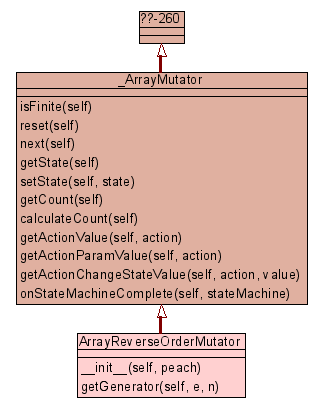 ??-260
_ArrayMutator
isFinite(self)
reset(self)
next(self)
getState(self)
setState(self, state)
getCount(self)
calculateCount(self)
getActionValue(self, action)
getActionParamValue(self, action)
getActionChangeStateValue(self, action, value)
onStateMachineComplete(self, stateMachine)
ArrayReverseOrderMutator
__init__(self, peach)
getGenerator(self, e, n)